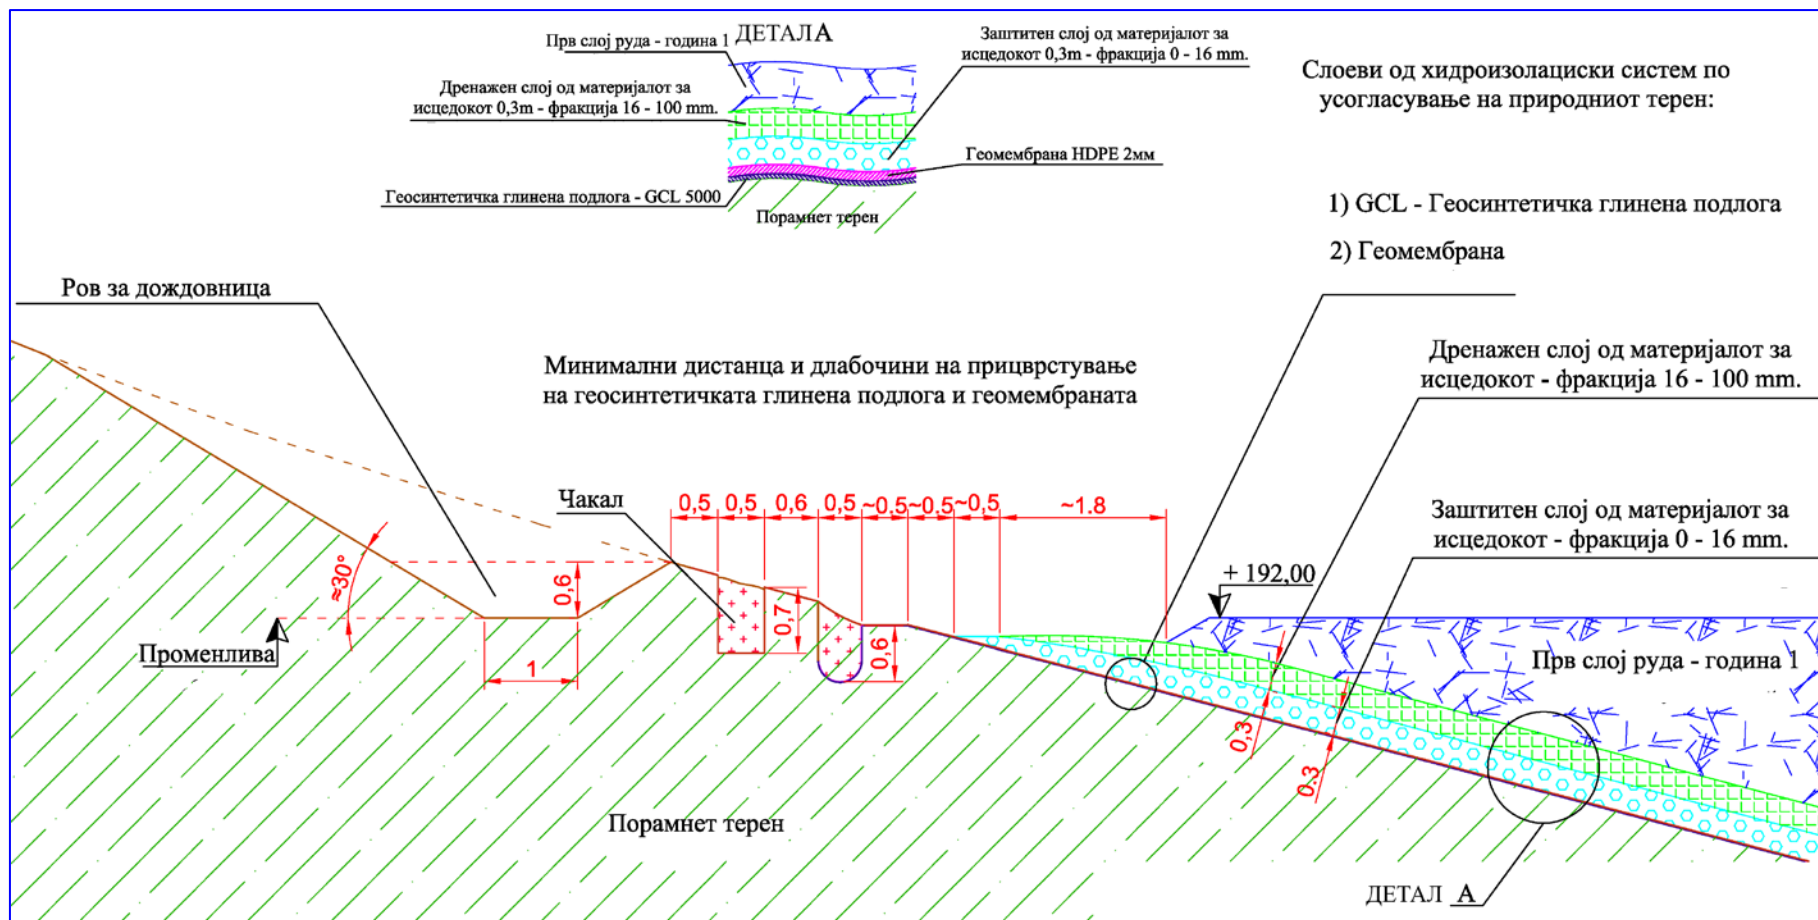 ДЕТАЛ А
Прв слој руда - година 1
Заштитен слој од материјалот за
исцедокот 0,3m - фракција 0 - 16 mm.
Дренажен слој од материјалот за
исцедокот 0,3m - фракција 16 - 100 mm.
Геомембрана HDPE 2мм
Геосинтетичка глинена подлога - GCL 5000
Порамнет терен
Слоеви од хидроизолациски систем по
усогласување на природниот терен:
1) GCL - Геосинтетичка глинена подлога
2) Геомембрана
Ров за дождовница
Минимални дистанца и длабочини на прицврстување
на геосинтетичката глинена подлога и геомембраната
Дренажен слој од материјалот за
исцедокот - фракција 16 - 100 mm.
Чакал
0,5
0,5
0,6
0,5
~0.5
~0.5
~0,5
~1.8
Заштитен слој од материјалот за
исцедокот - фракција 0 - 16 mm.
≈30°
0,6
+ 192,00
0,7
0,6
Променлива
1
Прв слој руда - година 1
0,3
0.3
Порамнет терен
ДЕТАЛ А